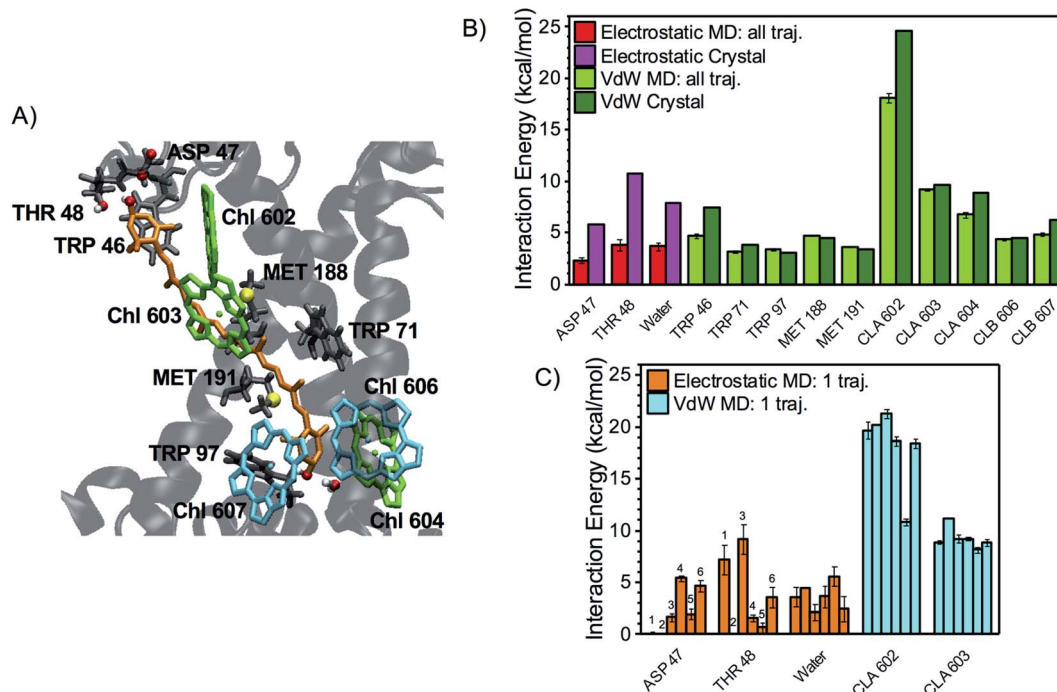 A)
ASP 47
THR 48
TRP 46
Chl 602
MET 188
Chl 603
TRP 71
MET 191
Chl 606
TRP 97
Chl 607
Chl 604
B)
Interaction Energy (kcal/mol)
25
20
15
10
5
0
Electrostatic MD: all traj.
Electrostatic Crystal
VdW MD: all traj.
VdW Crystal
ASP 47
THR 48
Water
TRP 46
TRP 71
TRP 97
MET 188
MET 191
CLA 602
CLA 603
CLA 604
CLB 606
CLB 607
C)
Interaction Energy (kcal/mol)
25
20
15
10
5
0
Electrostatic MD: 1 traj.
VdW MD: 1 traj.
1 2 3 4 5 6
1 2 3 4 5 6
ASP 47
THR 48
Water
CLA 602
CLA 603